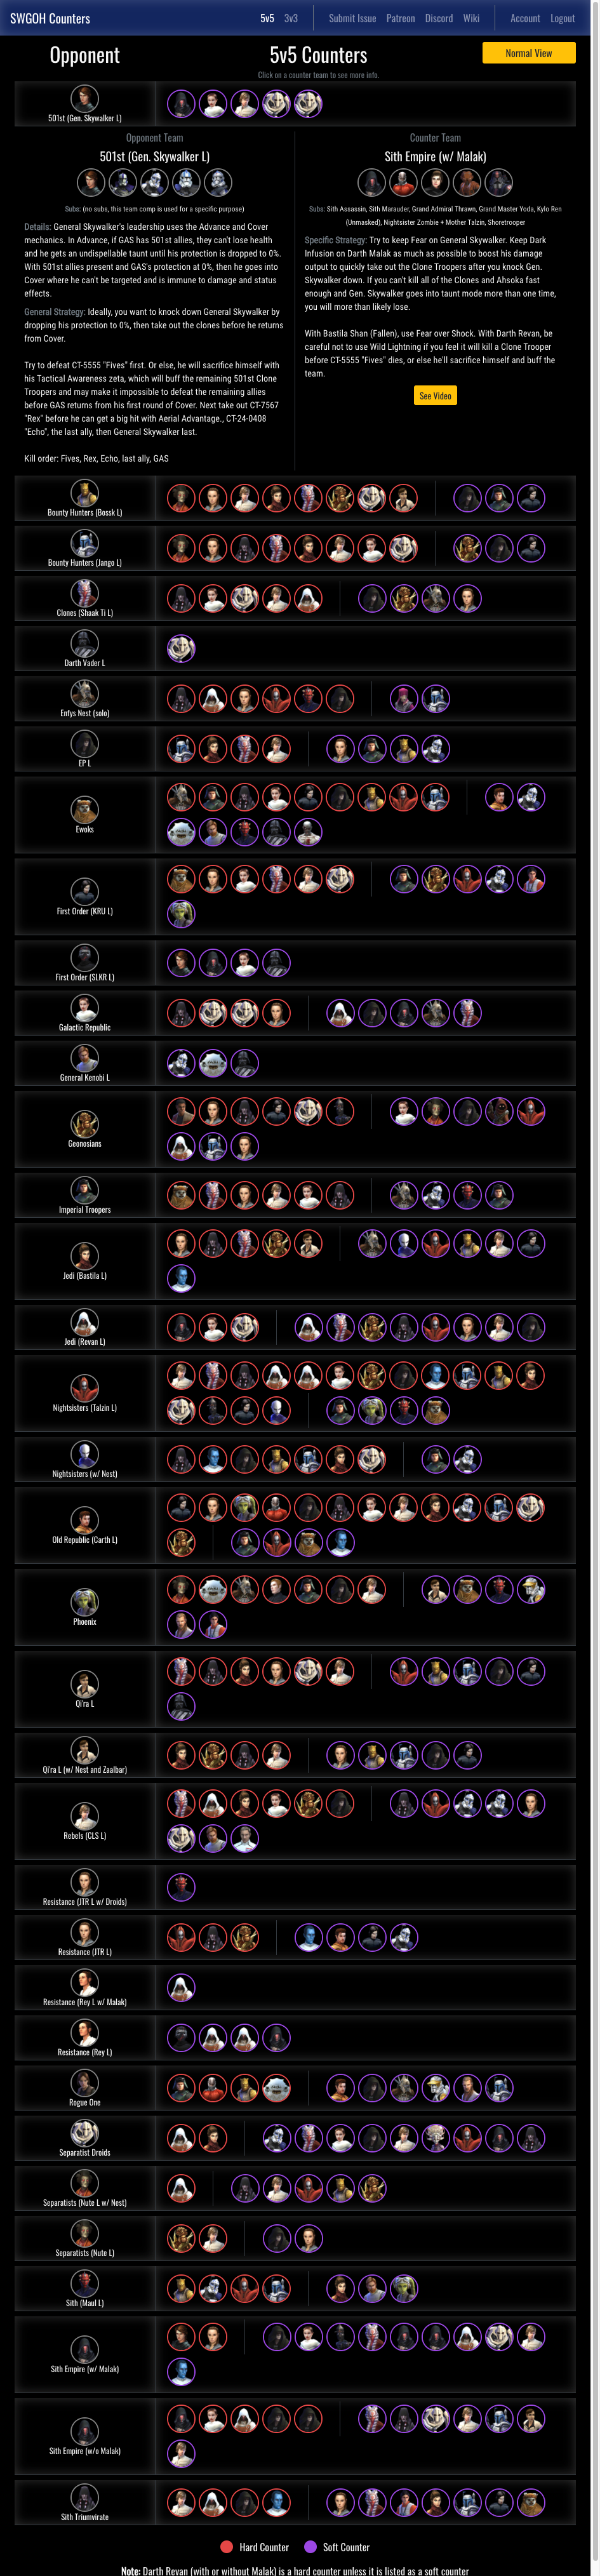 SWGOH Counters
5v5 3v3 Submit Issue Patreon Discord Wiki Account Logout
Opponent
5v5 Counters
Normal View
Click on a counter team to see more info.
501st (Gen. Skywalker L)
Opponent Team
501st (Gen. Skywalker L)
Subs: (no subs, this team comp is used for a specific purpose)
Details: General Skywalker's leadership uses the Advance and Cover
mechanics. In Advance, if GAS has 501st allies, they can't lose health
and he gets an undispellable taunt until his protection is dropped to 0%.
With 501st allies present and GAS's protection at 0%, then he goes into
Cover where he can't be targeted and is immune to damage and status
effects.
General Strategy: Ideally, you want to knock down General Skywalker by
dropping his protection to 0%, then take out the clones before he returns
from Cover.
Try to defeat CT-5555 "Fives" first. Or else, he will sacrifice himself with
his Tactical Awareness zeta, which will buff the remaining 501st Clone
Troopers and may make it impossible to defeat the remaining allies
before GAS returns from his first round of Cover. Next take out CT-7567
"Rex" before he can get a big hit with Aerial Advantage., CT-24-0408
"Echo", the last ally, then General Skywalker last.
Kill order: Fives, Rex, Echo, last ally, GAS
Counter Team
Sith Empire (w/ Malak)
Subs: Sith Assassin, Sith Marauder, Grand Admiral Thrawn, Grand Master Yoda, Kylo Ren
(Unmasked), Nightsister Zombie + Mother Talzin, Shoretrooper
Specific Strategy: Try to keep Fear on General Skywalker. Keep Dark
Infusion on Darth Malak as much as possible to boost his damage
output to quickly take out the Clone Troopers after you knock Gen.
Skywalker down. If you can't kill all of the Clones and Ahsoka fast
enough and Gen. Skywalker goes into taunt mode more than one time,
you will more than likely lose.
With Bastila Shan (Fallen), use Fear over Shock. With Darth Revan, be
careful not to use Wild Lightning if you feel it will kill a Clone Trooper
before CT-5555 "Fives" dies, or else he'll sacrifice himself and buff the
team.
See Video
Bounty Hunters (Bossk L)
Bounty Hunters (Jango L)
Clones (Shaak Ti L)
Darth Vader L
Enfys Nest (solo)
EP L
Ewoks
First Order (KRU L)
First Order (SLKR L)
Galactic Republic
General Kenobi L
Geonosians
Imperial Troopers
Jedi (Bastila L)
Jedi (Revan L)
Nightsisters (Talzin L)
Nightsisters (w/ Nest)
Old Republic (Carth L)
Phoenix
Qi'ra L
Qi'ra L (w/ Nest and Zaalbar)
Rebels (CLS L)
Resistance (JTR L w/ Droids)
Resistance (JTR L)
Resistance (Rey L w/ Malak)
Resistance (Rey L)
Rogue One
Separatist Droids
Separatists (Nute L w/ Nest)
Separatists (Nute L)
Sith (Maul L)
Sith Empire (w/ Malak)
Sith Empire (w/o Malak)
Sith Triumvirate
Hard Counter Soft Counter
Note: Darth Revan (with or without Malak) is a hard counter unless it is listed as a soft counter